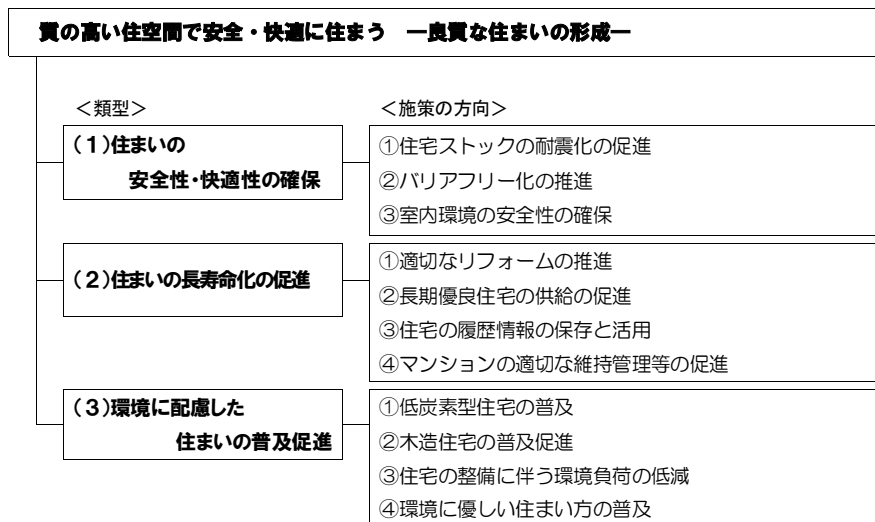 質の高い住空間で安全・快適に住まう　―良質な住まいの形成―
＜類型＞
＜施策の方向＞
（１）住まいの
安全性・快適性の確保
①住宅ストックの耐震化の促進
②バリアフリー化の推進
③室内環境の安全性の確保
（２）住まいの長寿命化の促進
①適切なリフォームの推進
②長期優良住宅の供給の促進
③住宅の履歴情報の保存と活用
④マンションの適切な維持管理等の促進
（３）環境に配慮した
住まいの普及促進
①低炭素型住宅の普及
②木造住宅の普及促進
③住宅の整備に伴う環境負荷の低減
④環境に優しい住まい方の普及